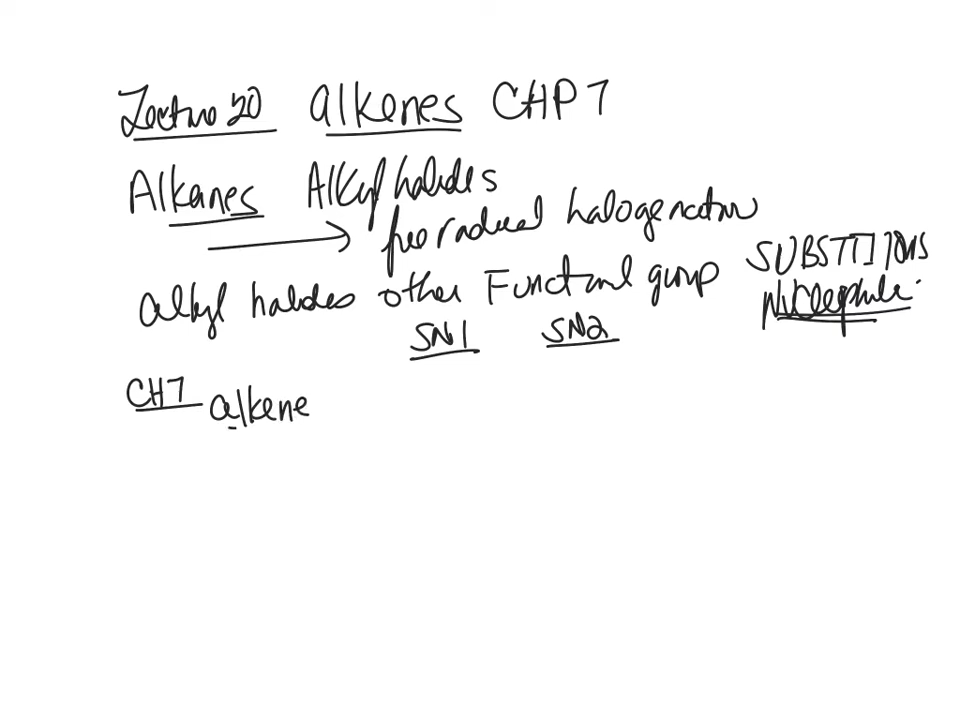 Lecture 20 alkenes CHP 7
Alkanes Alkyl halides
free radical halogenation
alkyl halides other Functional group SUBSTITIONS
Nucleophile
SN1 SN2
CH7 alkene